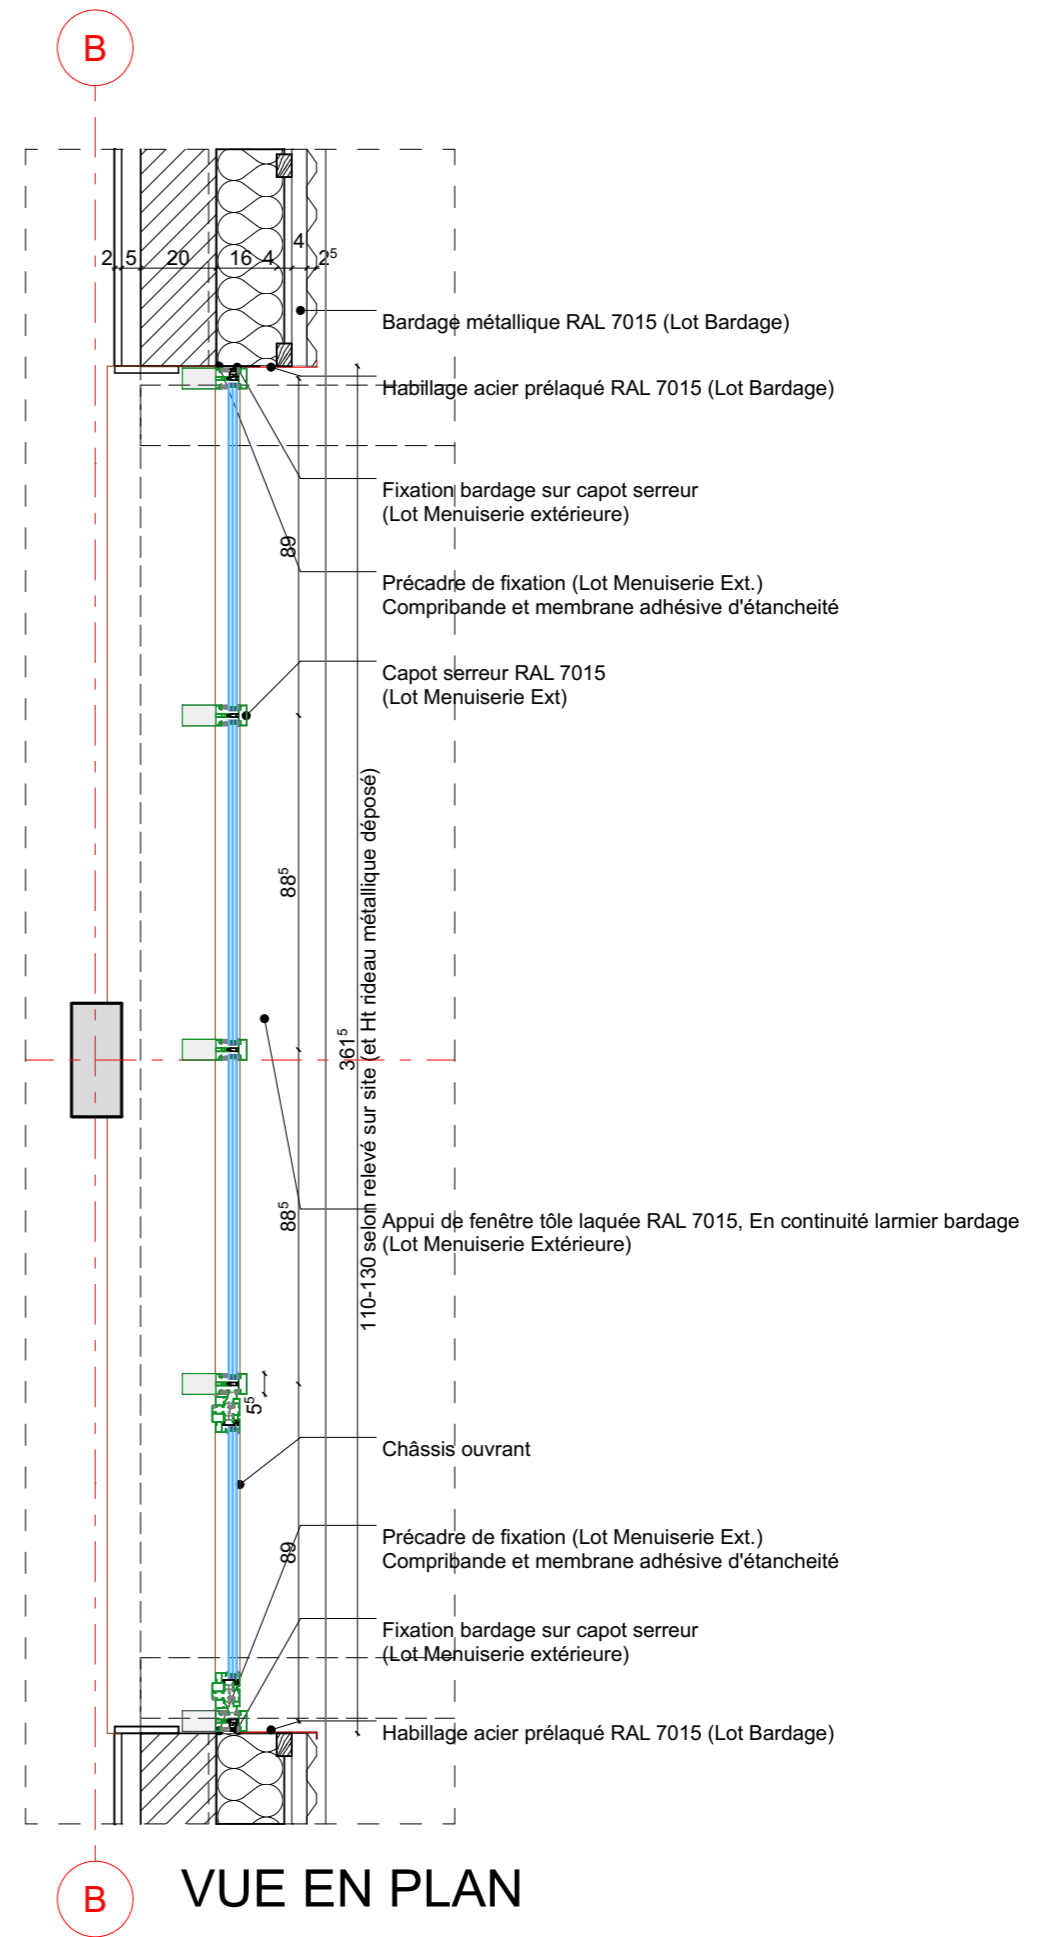 B
2 5 20 16 4 4 2⁵
Bardage métallique RAL 7015 (Lot Bardage)
Habillage acier prélaqué RAL 7015 (Lot Bardage)
Fixation bardage sur capot serreur
(Lot Menuiserie extérieure)
89
Précadre de fixation (Lot Menuiserie Ext.)
Compribande et membrane adhésive d'étancheité
Capot serreur RAL 7015
(Lot Menuiserie Ext)
88⁵
361⁵
110-130 selon relevé sur site (et Ht rideau métallique déposé)
88⁵
Appui de fenêtre tôle laquée RAL 7015, En continuité larmier bardage
(Lot Menuiserie Extérieure)
5⁵
Châssis ouvrant
89
Précadre de fixation (Lot Menuiserie Ext.)
Compribande et membrane adhésive d'étancheité
Fixation bardage sur capot serreur
(Lot Menuiserie extérieure)
Habillage acier prélaqué RAL 7015 (Lot Bardage)
B
VUE EN PLAN